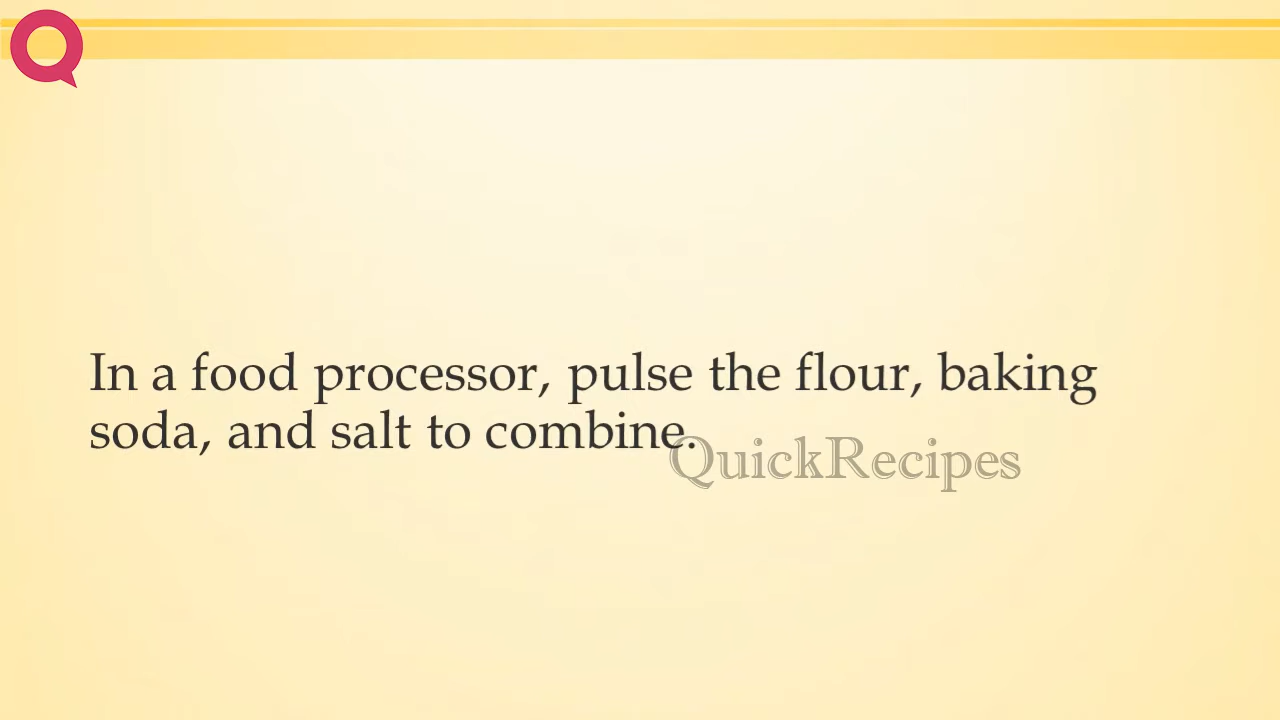 In a food processor, pulse the flour, baking
soda, and salt to combine.
QuickRecipes